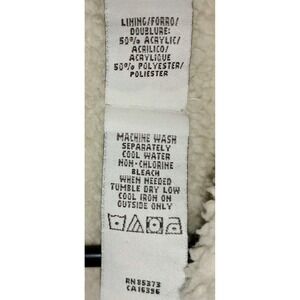 LINING/FORRO/
DOUBLURE:
50% ACRYLIC/
ACRILICO/
ACRYLIQUE
50% POLYESTER/
POLIESTER
MACHINE WASH
SEPARATELY
COOL WATER
NON-CHLORINE
BLEACH
WHEN NEEDED
TUMBLE DRY LOW
COOL IRON ON
OUTSIDE ONLY
RN 85373
CA 16396